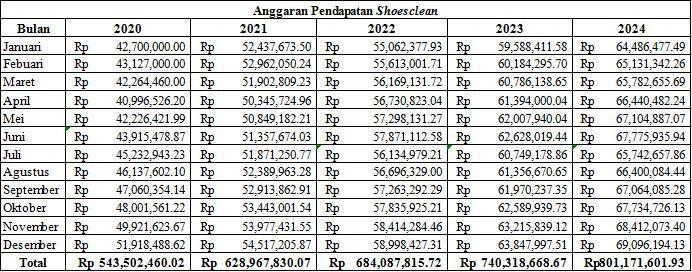 Anggaran Pendapatan Shoesclean
Bulan 2020 2021 2022 2023 2024
Januari Rp 42,700,000.00 Rp 52,437,673.50 Rp 55,062,377.93 Rp 59,588,411.58 Rp 64,486,477.49
Febuari Rp 43,127,000.00 Rp 52,962,050.24 Rp 55,613,001.71 Rp 60,184,295.70 Rp 65,131,342.26
Maret Rp 42,264,460.00 Rp 51,902,809.23 Rp 56,169,131.72 Rp 60,786,138.65 Rp 65,782,655.69
April Rp 40,996,526.20 Rp 50,345,724.96 Rp 56,730,823.04 Rp 61,394,000.04 Rp 66,440,482.24
Mei Rp 42,226,421.99 Rp 50,849,182.21 Rp 57,298,131.27 Rp 62,007,940.04 Rp 67,104,887.07
Juni Rp 43,915,478.87 Rp 51,357,674.03 Rp 57,871,112.58 Rp 62,628,019.44 Rp 67,775,935.94
Juli Rp 45,232,943.23 Rp 51,871,250.77 Rp 56,134,979.21 Rp 60,749,178.86 Rp 65,742,657.86
Agustus Rp 46,137,602.10 Rp 52,389,963.28 Rp 56,696,329.00 Rp 61,356,670.65 Rp 66,400,084.44
September Rp 47,060,354.14 Rp 52,913,862.91 Rp 57,263,292.29 Rp 61,970,237.35 Rp 67,064,085.28
Oktober Rp 48,001,561.22 Rp 53,443,001.54 Rp 57,835,925.21 Rp 62,589,939.73 Rp 67,734,726.13
November Rp 49,921,623.67 Rp 53,977,431.55 Rp 58,414,284.46 Rp 63,215,839.12 Rp 68,412,073.40
Desember Rp 51,918,488.62 Rp 54,517,205.87 Rp 58,998,427.31 Rp 63,847,997.51 Rp 69,096,194.13
Total Rp 543,502,460.02 Rp 628,967,830.07 Rp 684,087,815.72 Rp 740,318,668.67 Rp801,171,601.93